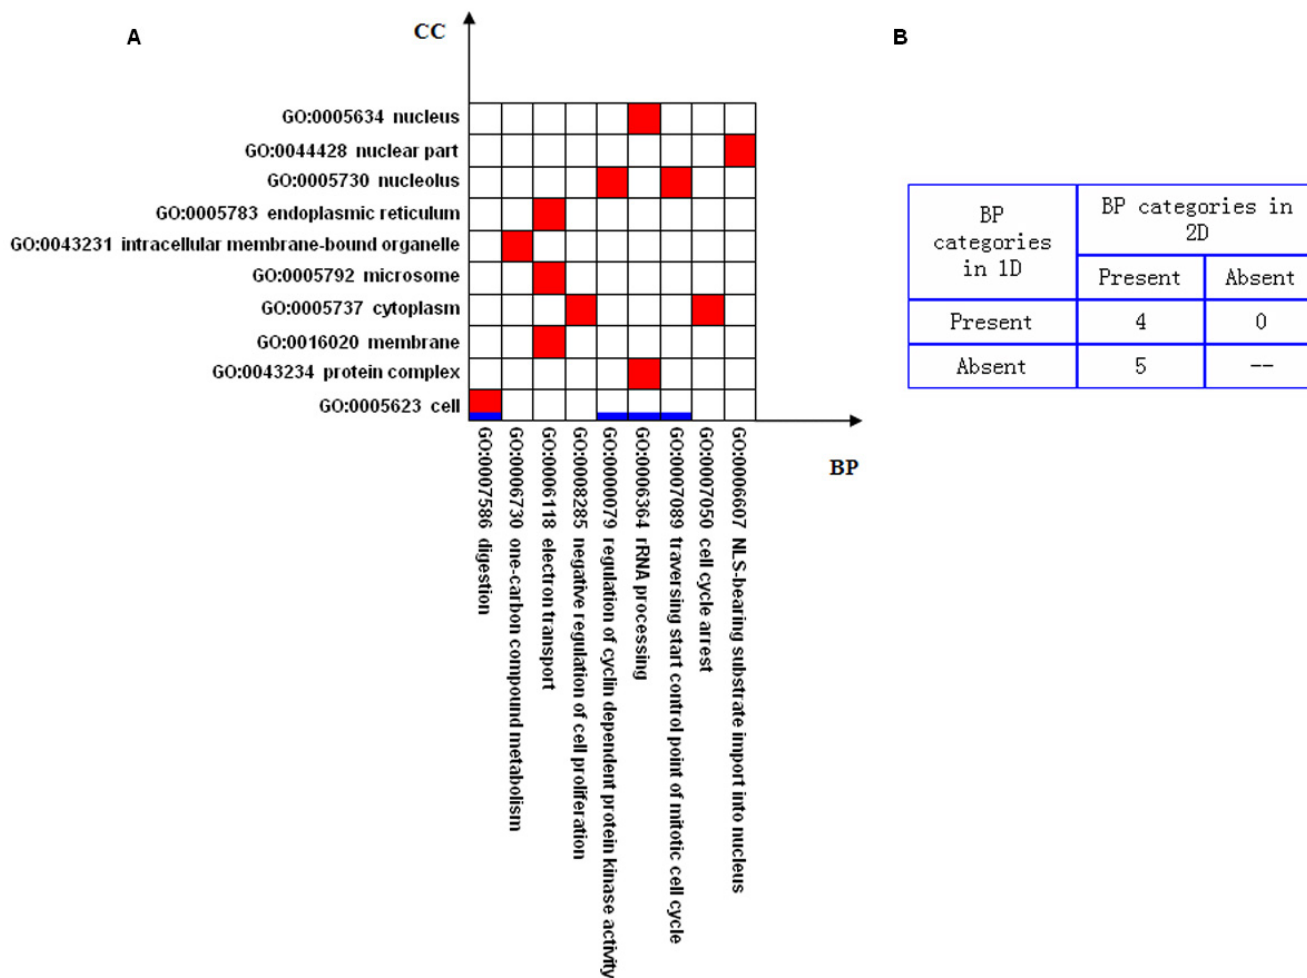 A
CC
GO:0005634 nucleus
GO:0044428 nuclear part
GO:0005730 nucleolus
GO:0005783 endoplasmic reticulum
GO:0043231 intracellular membrane-bound organelle
GO:0005792 microsome
GO:0005737 cytoplasm
GO:0016020 membrane
GO:0043234 protein complex
GO:0005623 cell
BP
GO:0007586 digestion
GO:0006730 one-carbon compound metabolism
GO:0006118 electron transport
GO:0008285 negative regulation of cell proliferation
GO:0000079 regulation of cyclin dependent protein kinase activity
GO:0006364 rRNA processing
GO:0007089 traversing start control point of mitotic cell cycle
GO:0007050 cell cycle arrest
GO:0006607 NLS-bearing substrate import into nucleus
B
BP
categories
in 1D
BP categories in
2D
Present Absent
Present 4 0
Absent 5 --